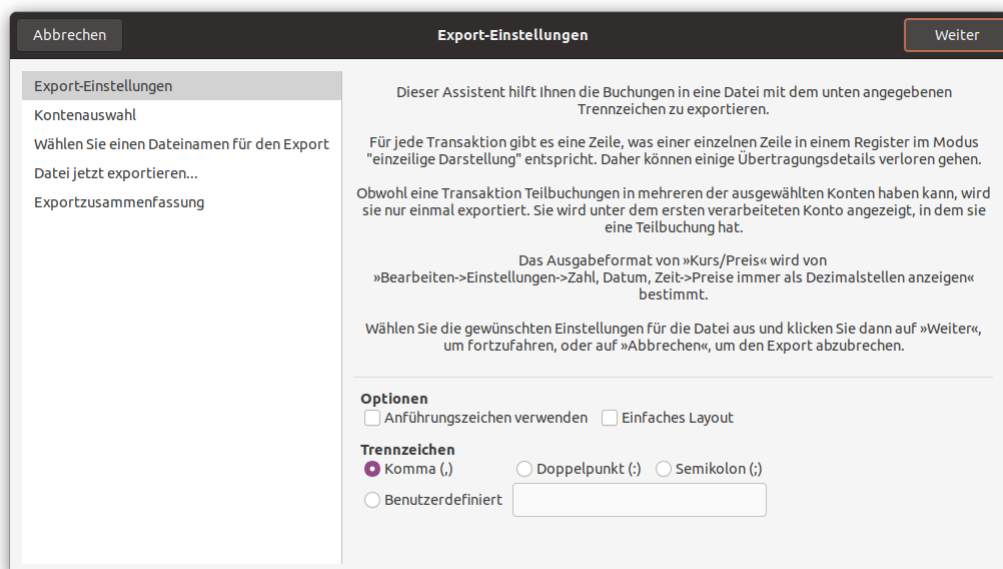 Abbrechen
Export-Einstellungen
Weiter
Export-Einstellungen
Kontenauswahl
Wählen Sie einen Dateinamen für den Export
Datei jetzt exportieren...
Exportzusammenfassung
Dieser Assistent hilft Ihnen die Buchungen in eine Datei mit dem unten angegebenen
Trennzeichen zu exportieren.
Für jede Transaktion gibt es eine Zeile, was einer einzelnen Zeile in einem Register im Modus
"einzeilige Darstellung" entspricht. Daher können einige Übertragungsdetails verloren gehen.
Obwohl eine Transaktion Teilbuchungen in mehreren der ausgewählten Konten haben kann, wird
sie nur einmal exportiert. Sie wird unter dem ersten verarbeiteten Konto angezeigt, in dem sie
eine Teilbuchung hat.
Das Ausgabeformat von »Kurs/Preis« wird von
»Bearbeiten->Einstellungen->Zahl, Datum, Zeit->Preise immer als Dezimalstellen anzeigen«
bestimmt.
Wählen Sie die gewünschten Einstellungen für die Datei aus und klicken Sie dann auf »Weiter«,
um fortzufahren, oder auf »Abbrechen«, um den Export abzubrechen.
Optionen
Anführungszeichen verwenden Einfaches Layout
Trennzeichen
Komma (,) Doppelpunkt (:) Semikolon (;)
Benutzerdefiniert